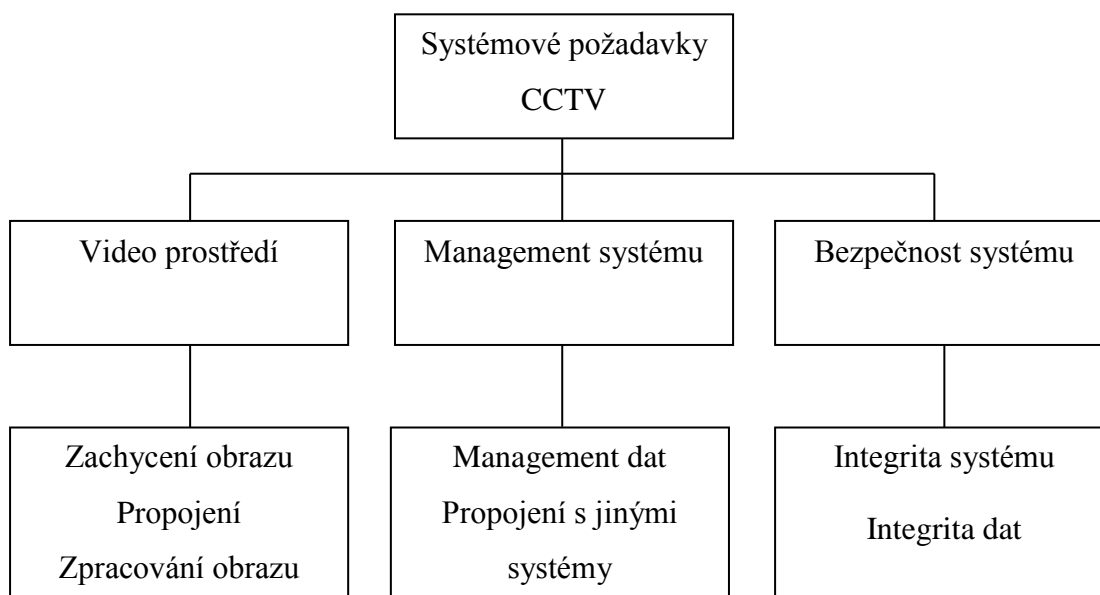 Systémové požadavky
CCTV
Video prostředí
Management systému
Bezpečnost systému
Zachycení obrazu
Propojení
Zpracování obrazu
Management dat
Propojení s jinými
systémy
Integrita systému
Integrita dat